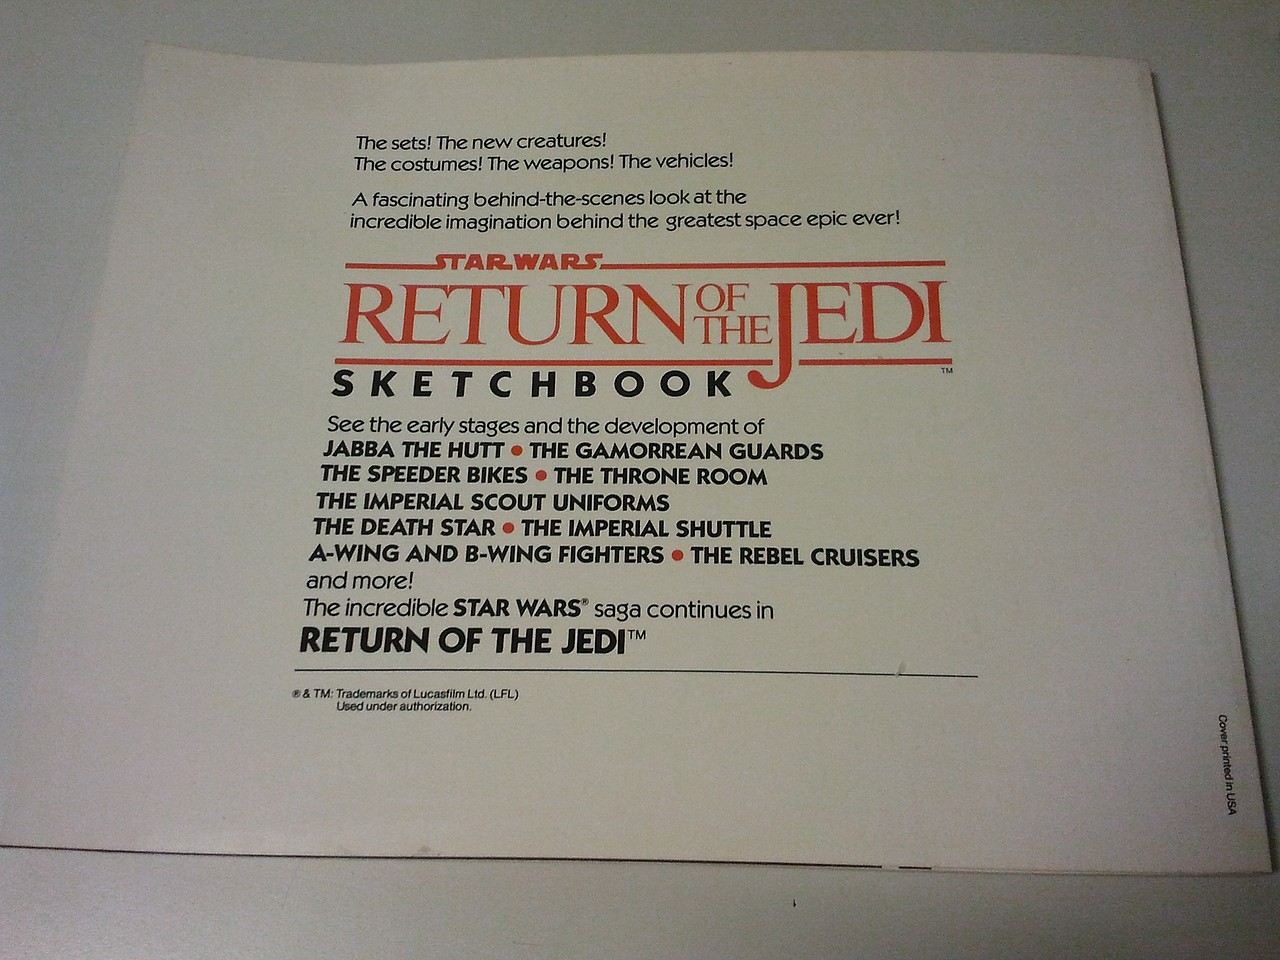 The sets! The new creatures!
The costumes! The weapons! The vehicles!
A fascinating behind-the-scenes look at the
incredible imagination behind the greatest space epic ever!
STAR WARS
RETURN OF THE JEDI
TM
SKETCHBOOK
See the early stages and the development of
JABBA THE HUTT • THE GAMORREAN GUARDS
THE SPEEDER BIKES • THE THRONE ROOM
THE IMPERIAL SCOUT UNIFORMS
THE DEATH STAR • THE IMPERIAL SHUTTLE
A-WING AND B-WING FIGHTERS • THE REBEL CRUISERS
and more!
The incredible STAR WARS® saga continues in
RETURN OF THE JEDI™
® & TM: Trademarks of Lucasfilm Ltd. (LFL)
Used under authorization.
Cover printed in USA